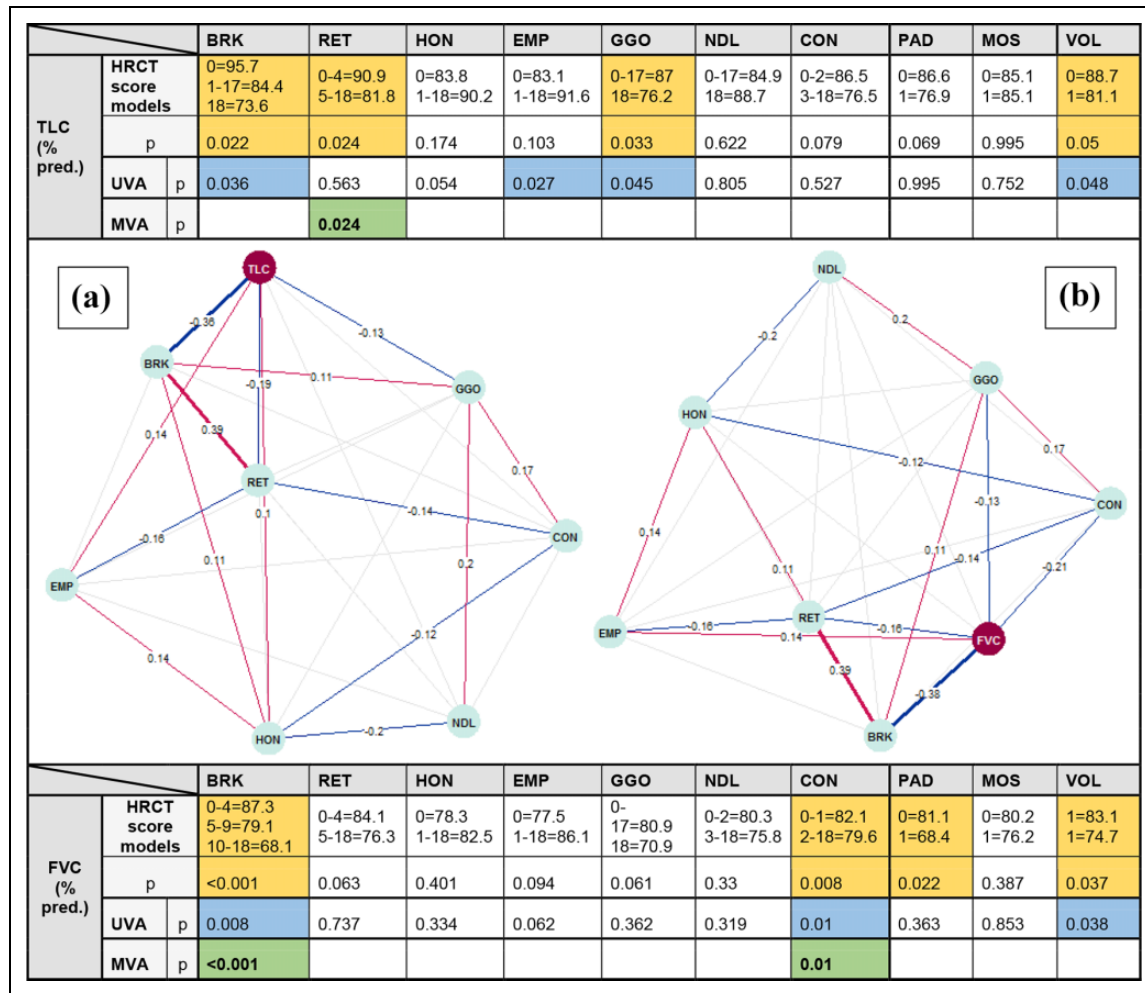 BRK RET HON EMP GGO NDL CON PAD MOS VOL
TLC (% pred.)
HRCT score models
0=95.7 1-17=84.4 18=73.6
0-4=90.9 5-18=81.8
0=83.8 1-18=90.2
0=83.1 1-18=91.6
0-17=87 18=76.2
0-17=84.9 18=88.7
0-2=86.5 3-18=76.5
0=86.6 1=76.9
0=85.1 1=85.1
0=88.7 1=81.1
p 0.022 0.024 0.174 0.103 0.033 0.622 0.079 0.069 0.995 0.05
UVA p 0.036 0.563 0.054 0.027 0.045 0.805 0.527 0.995 0.752 0.048
MVA p 0.024
(a)
TLC
-0.36
-0.13
BRK
0.11
-0.19
GGO
0.14
0.39
0.17
RET
0.1
-0.14
-0.16
CON
0.11
0.2
EMP
-0.12
0.14
-0.2
NDL
HON
(b)
NDL
-0.2
0.2
GGO
HON
0.17
-0.12
-0.13
CON
0.14
0.11
0.11
-0.14
-0.21
RET
EMP
-0.16
-0.16
0.14
FVC
0.39
-0.38
BRK
BRK RET HON EMP GGO NDL CON PAD MOS VOL
FVC (% pred.)
HRCT score models
0-4=87.3 5-9=79.1 10-18=68.1
0-4=84.1 5-18=76.3
0=78.3 1-18=82.5
0=77.5 1-18=86.1
0-17=80.9 18=70.9
0-2=80.3 3-18=75.8
0-1=82.1 2-18=79.6
0=81.1 1=68.4
0=80.2 1=76.2
1=83.1 1=74.7
p <0.001 0.063 0.401 0.094 0.061 0.33 0.008 0.022 0.387 0.037
UVA p 0.008 0.737 0.334 0.062 0.362 0.319 0.01 0.363 0.853 0.038
MVA p <0.001 0.01